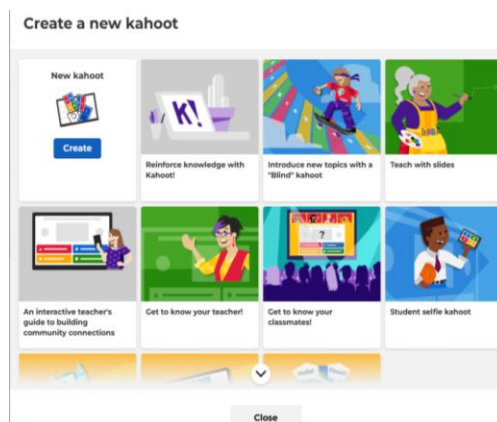 Create a new kahoot
New kahoot
Create
K!
Reinforce knowledge with
Kahoot!
Introduce new topics with a
"Blind" kahoot
Teach with slides
An interactive teacher's
guide to building
community connections
Get to know your teacher!
?
Get to know your
classmates!
Student selfie kahoot
Close